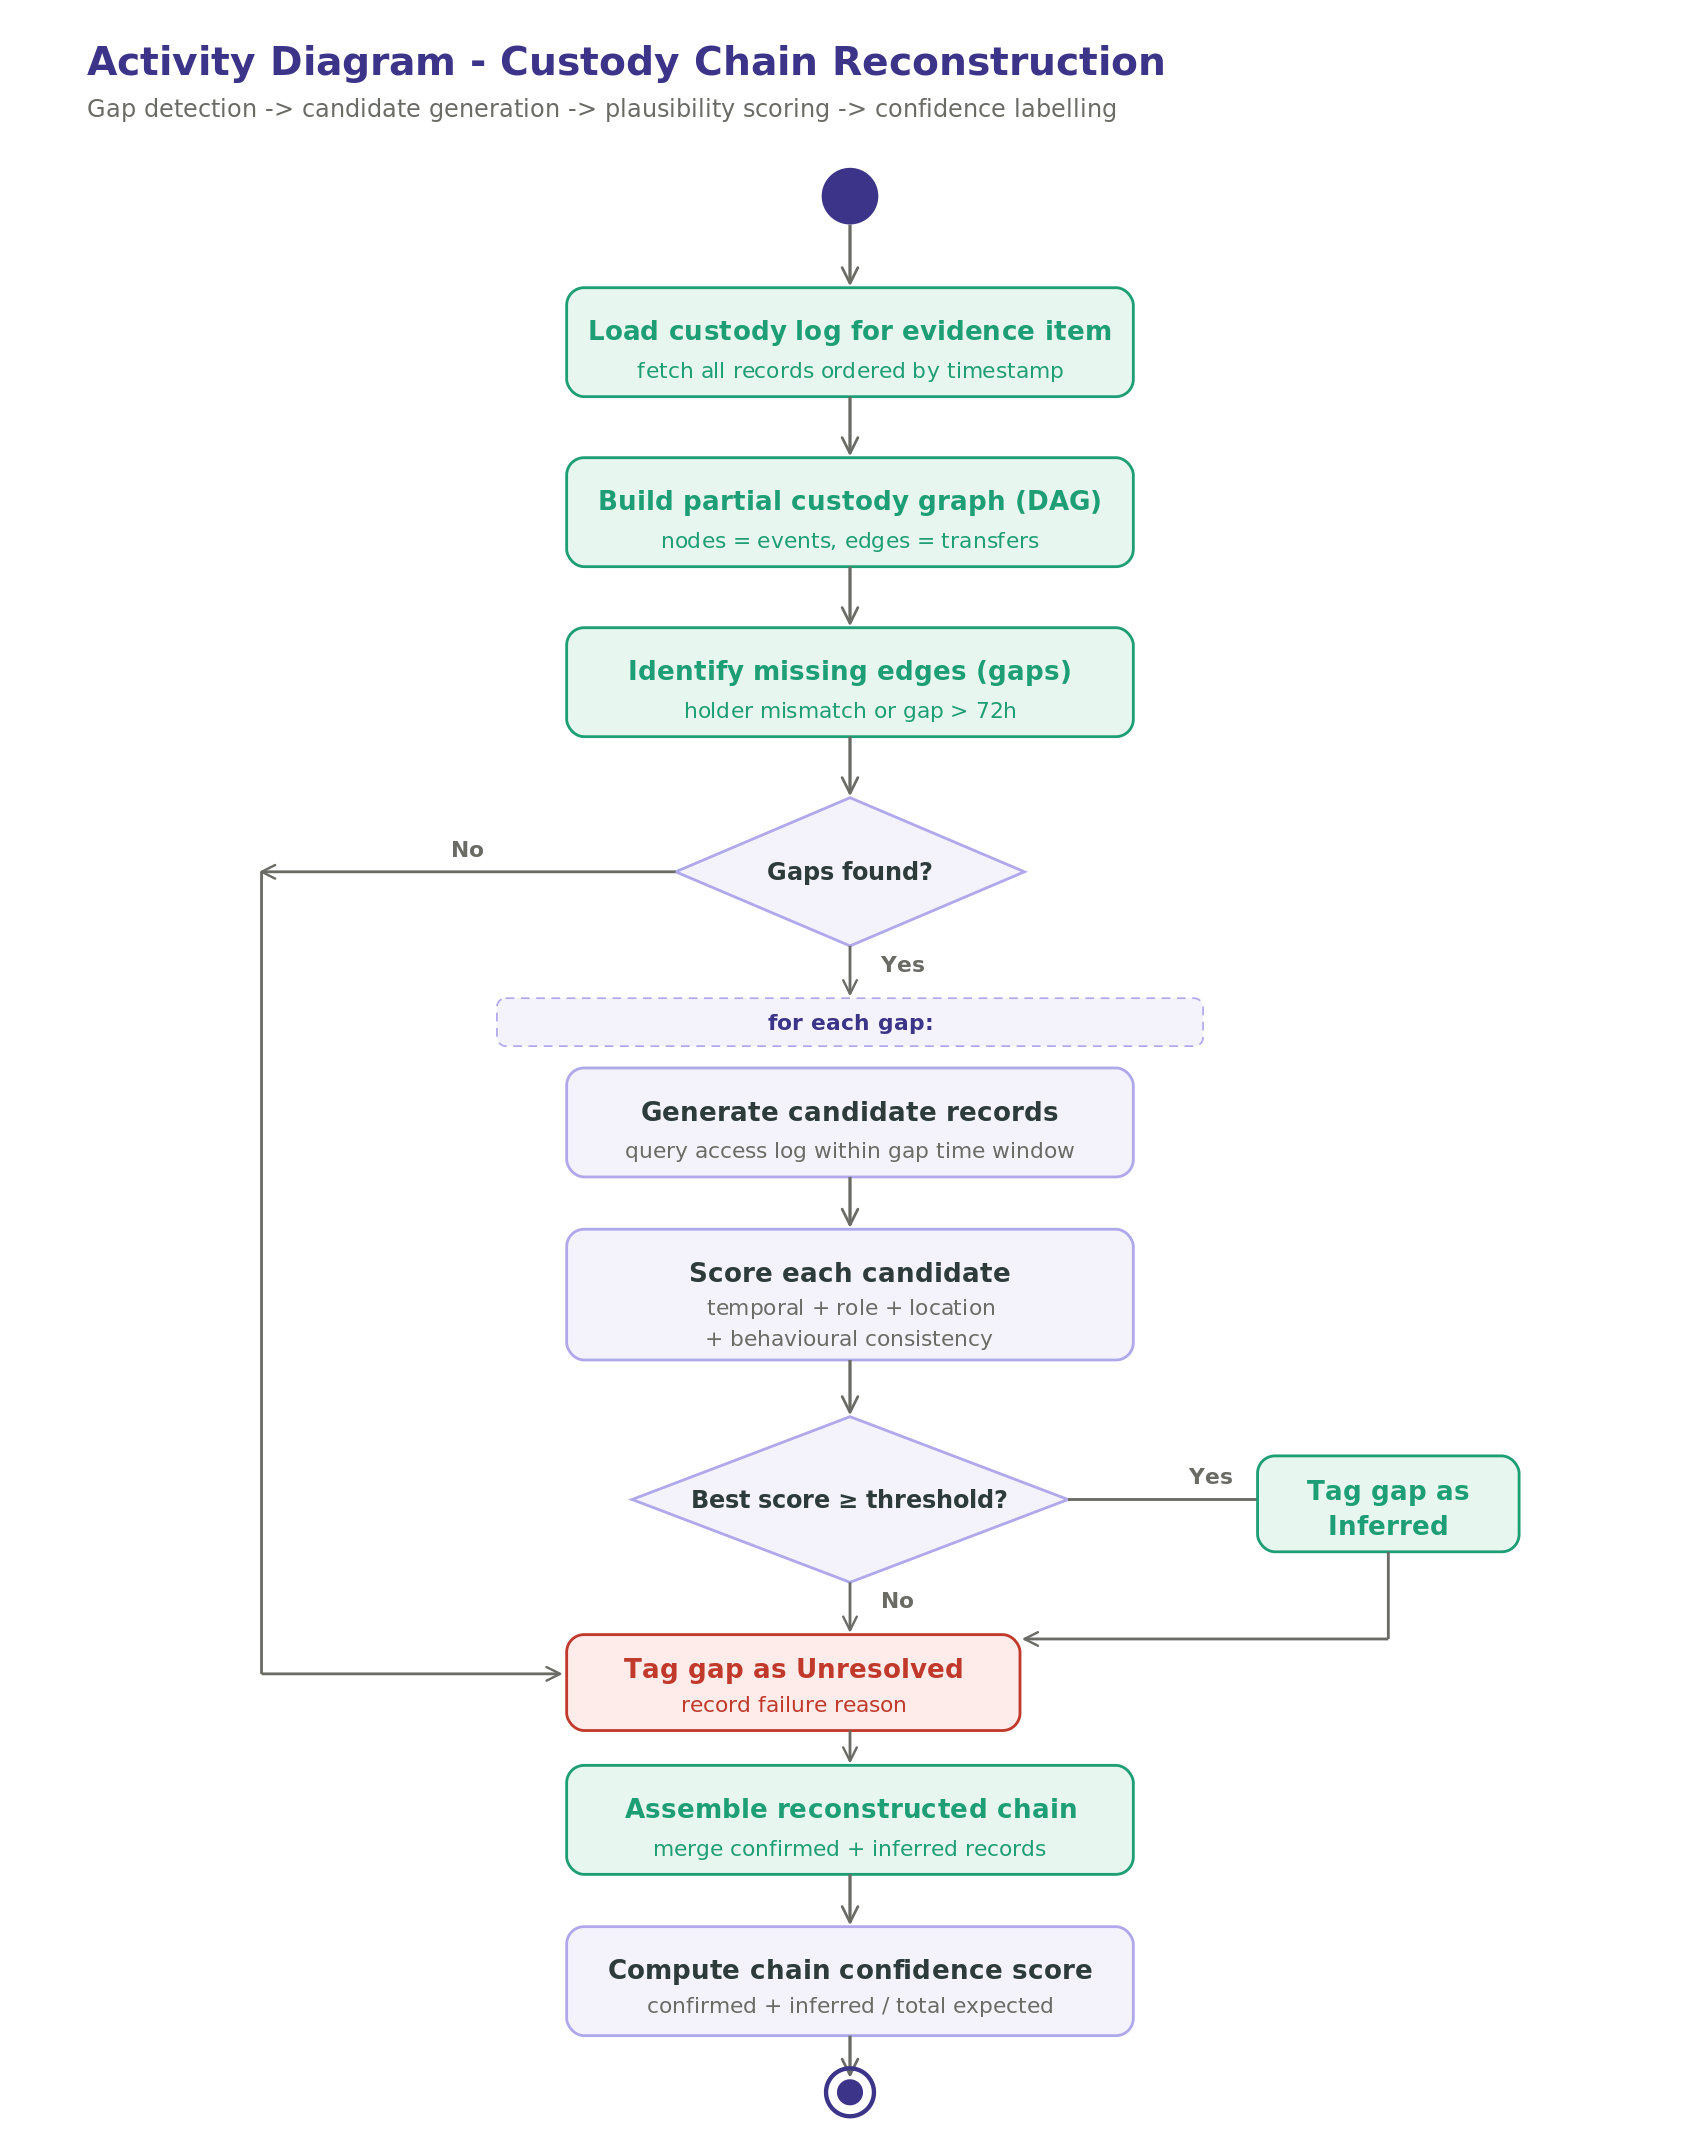 Activity Diagram - Custody Chain Reconstruction
Gap detection -> candidate generation -> plausibility scoring -> confidence labelling
Load custody log for evidence item
fetch all records ordered by timestamp
Build partial custody graph (DAG)
nodes = events, edges = transfers
Identify missing edges (gaps)
holder mismatch or gap > 72h
No
Gaps found?
Yes
for each gap:
Generate candidate records
query access log within gap time window
Score each candidate
temporal + role + location
+ behavioural consistency
Best score ≥ threshold?
Yes
Tag gap as
Inferred
No
Tag gap as Unresolved
record failure reason
Assemble reconstructed chain
merge confirmed + inferred records
Compute chain confidence score
confirmed + inferred / total expected